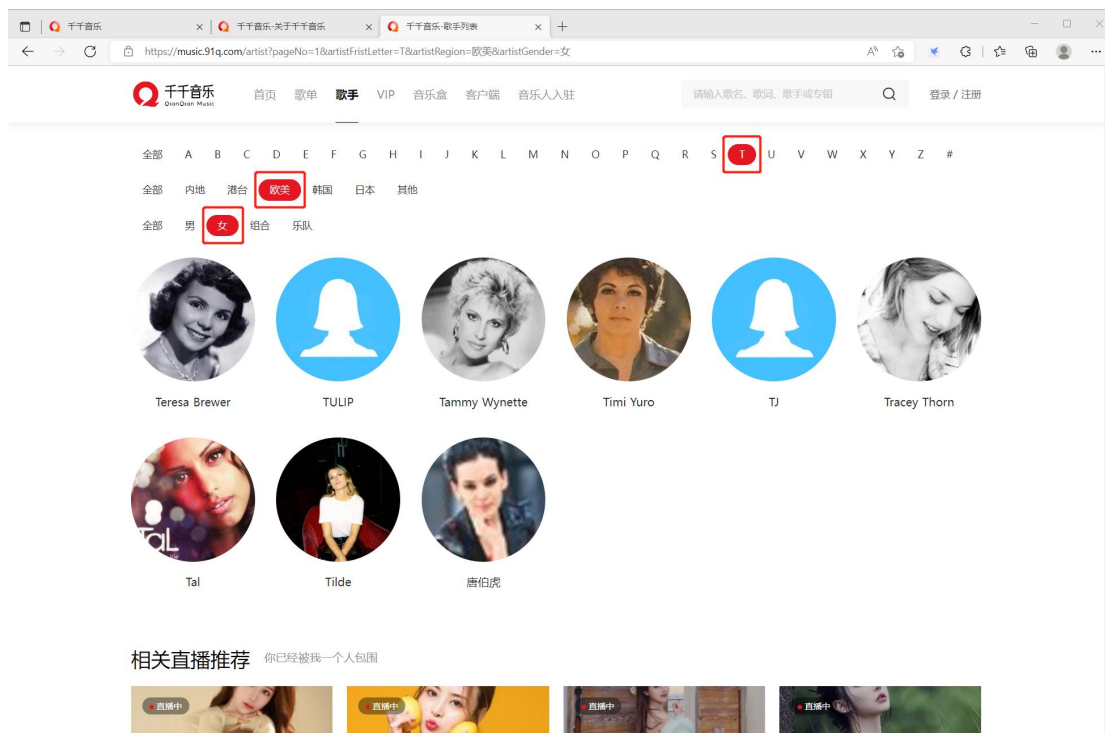 千千音乐
千千音乐-关于千千音乐
千千音乐-歌手列表
https://music.91q.com/artist?pageNo=1&artistFristLetter=T&artistRegion=欧美&artistGender=女
千千音乐
QianQian Music
首页 歌单 歌手 VIP 音乐盒 客户端 音乐人入驻
请输入歌名、歌词、歌手或专辑
登录 / 注册
全部 A B C D E F G H I J K L M N O P Q R S T U V W X Y Z #
全部 内地 港台 欧美 韩国 日本 其他
全部 男 女 组合 乐队
Teresa Brewer TULIP Tammy Wynette Timi Yuro TJ Tracey Thorn
TaL
Tal Tilde 唐伯虎
相关直播推荐 你已经被我一个人包围
直播中 直播中 直播中 直播中